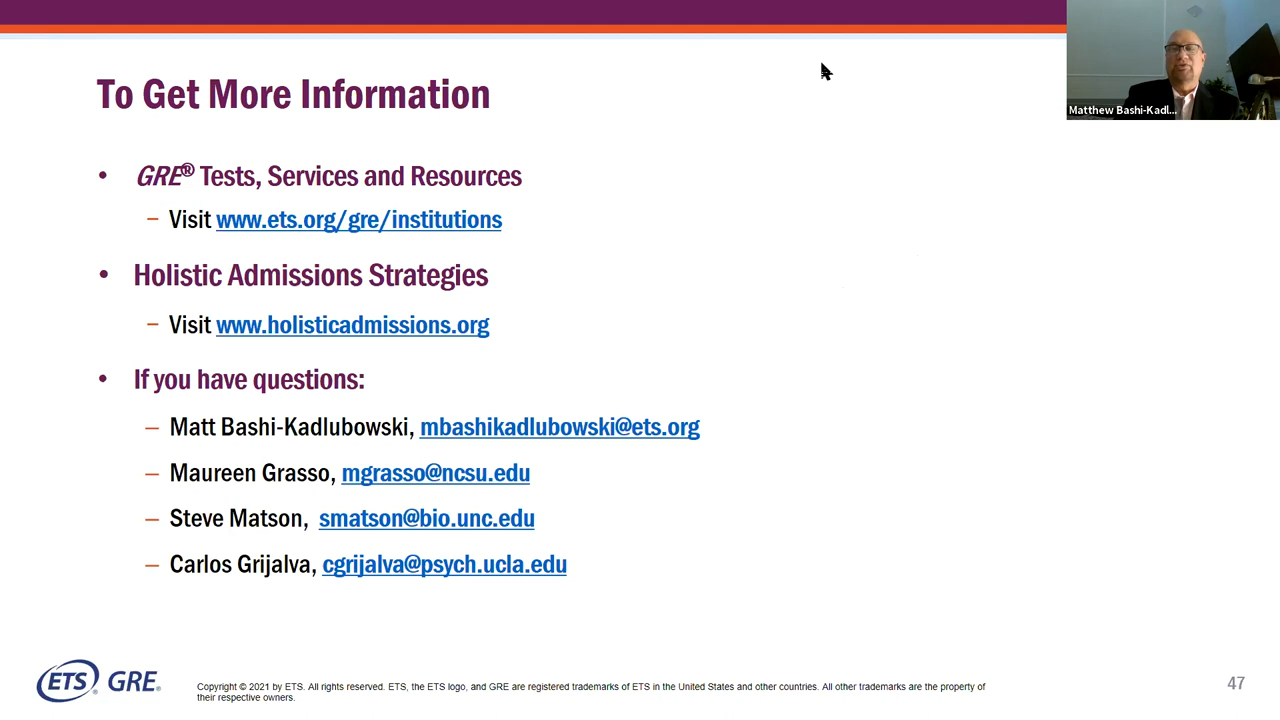 To Get More Information
Matthew Bashi-Kadl...
• GRE® Tests, Services and Resources
– Visit www.ets.org/gre/institutions
• Holistic Admissions Strategies
– Visit www.holisticadmissions.org
• If you have questions:
– Matt Bashi-Kadlubowski, mbashikadlubowski@ets.org
– Maureen Grasso, mgrasso@ncsu.edu
– Steve Matson, smatson@bio.unc.edu
– Carlos Grijalva, cgrijalva@psych.ucla.edu
ETS® GRE®
Copyright © 2021 by ETS. All rights reserved. ETS, the ETS logo, and GRE are registered trademarks of ETS in the United States and other countries. All other trademarks are the property of
their respective owners.
47